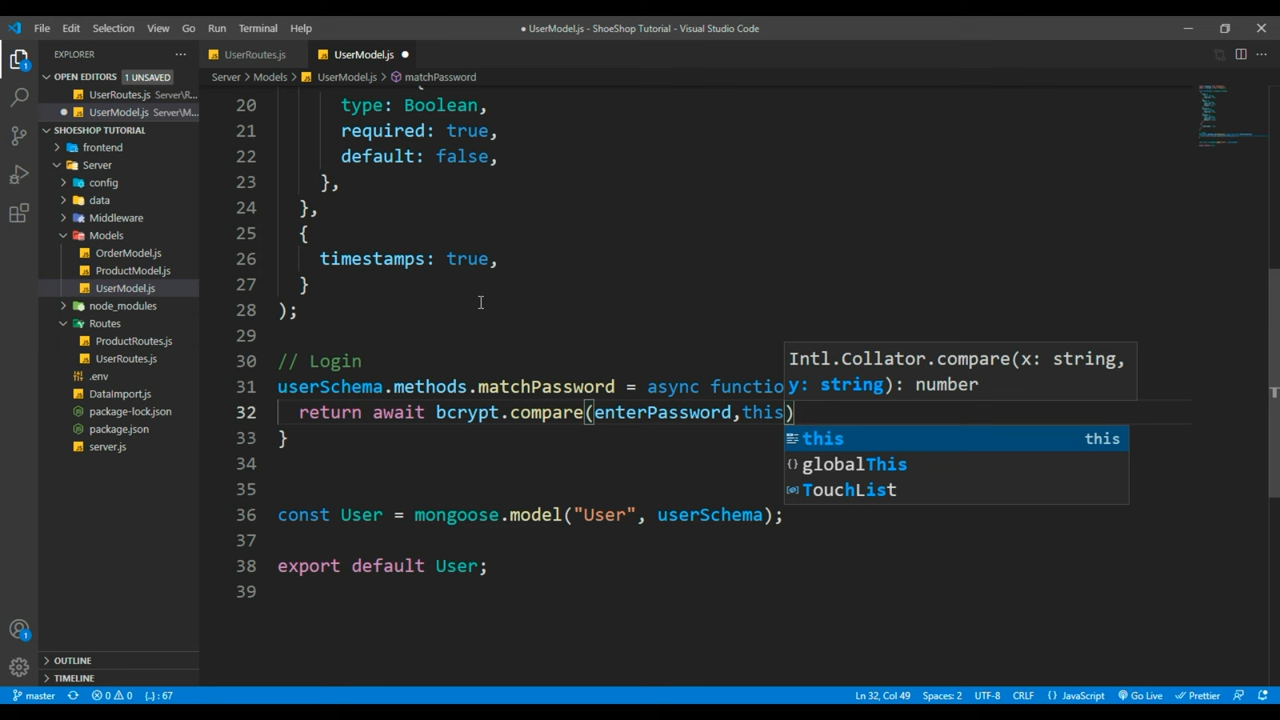 File Edit Selection View Go Run Terminal Help
● UserModel.js - ShoeShop Tutorial - Visual Studio Code
EXPLORER
UserRoutes.js
UserModel.js ●
OPEN EDITORS 1 UNSAVED
UserRoutes.js Server\R...
UserModel.js Server\M...
SHOESHOP TUTORIAL
frontend
Server
config
data
Middleware
Models
OrderModel.js
ProductModel.js
UserModel.js
node_modules
Routes
ProductRoutes.js
UserRoutes.js
.env
DataImport.js
package-lock.json
package.json
server.js
OUTLINE
TIMELINE
1
1
Server > Models > UserModel.js > matchPassword
20 type: Boolean,
21 required: true,
22 default: false,
23 },
24 },
25 {
26 timestamps: true,
27 }
28 );
29
30 // Login
31 userSchema.methods.matchPassword = async functio
32 return await bcrypt.compare(enterPassword,this)
33 }
34
35
36 const User = mongoose.model("User", userSchema);
37
38 export default User;
39
Intl.Collator.compare(x: string,
y: string): number
this this
globalThis
TouchList
master 0 0 {..} : 67
Ln 32, Col 49 Spaces: 2 UTF-8 CRLF {} JavaScript Go Live Prettier